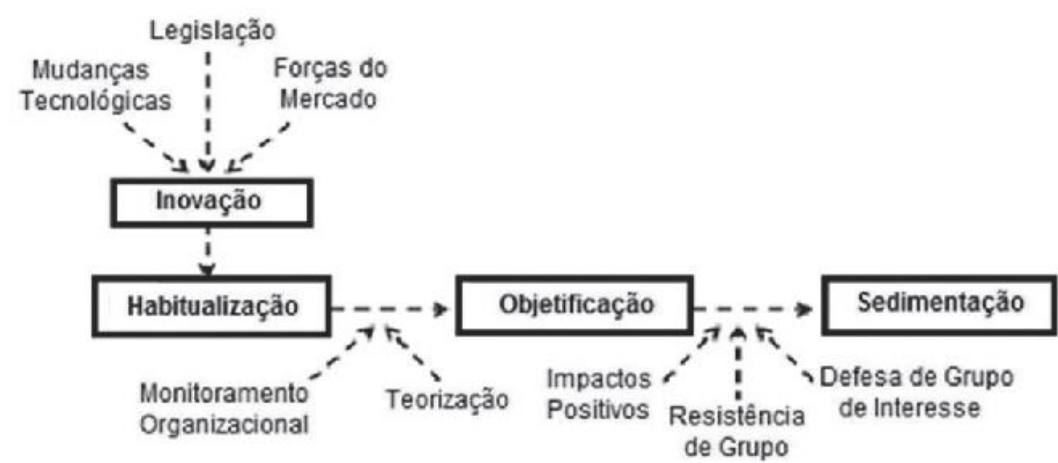 Legislação
Mudanças
Tecnológicas
Forças do
Mercado
Inovação
Habitualização
Objetificação
Sedimentação
Monitoramento
Organizacional
Teorização
Impactos
Positivos
Resistência
de Grupo
Defesa de Grupo
de Interesse